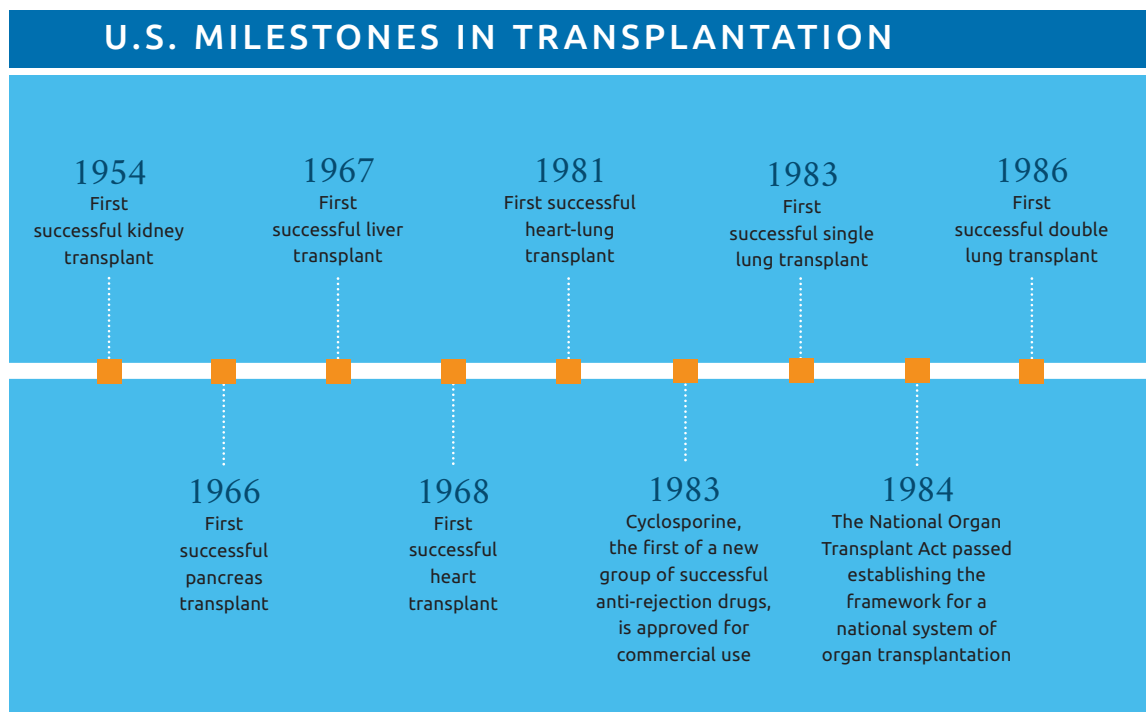 U.S. MILESTONES IN TRANSPLANTATION
1954
First
successful kidney
transplant
1966
First
successful
pancreas
transplant
1967
First
successful liver
transplant
1968
First
successful
heart
transplant
1981
First successful
heart-lung
transplant
1983
Cyclosporine,
the first of a new
group of successful
anti-rejection drugs,
is approved for
commercial use
1983
First
successful single
lung transplant
1984
The National Organ
Transplant Act passed
establishing the
framework for a
national system of
organ transplantation
1986
First
successful double
lung transplant